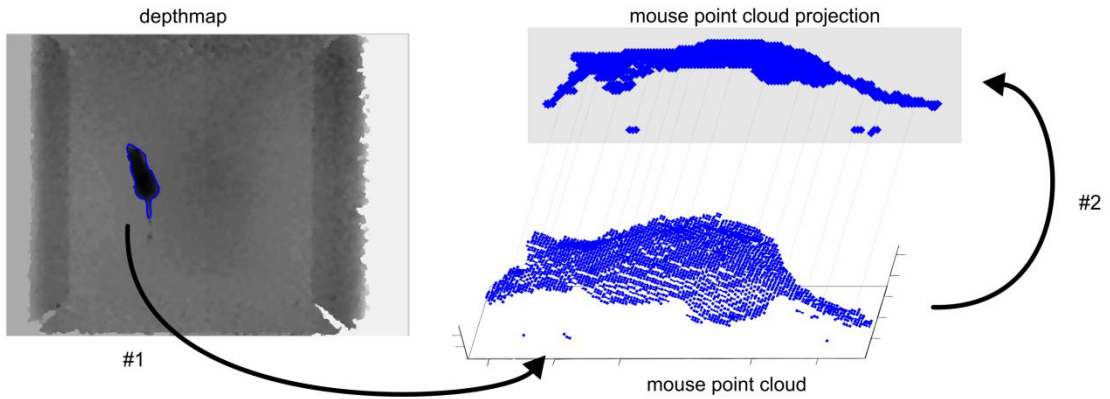 depthmap
mouse point cloud projection
#2
#1
mouse point cloud